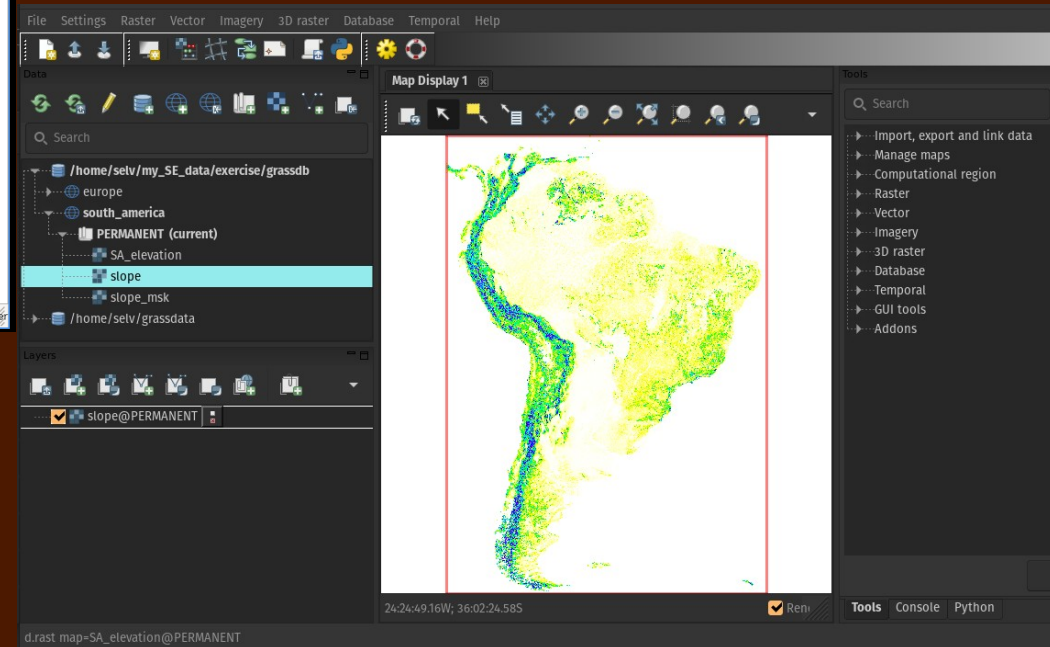 File Settings Raster Vector Imagery 3D raster Database Temporal Help
Data
Search
/home/selv/my_SE_data/exercise/grassdb
europe
south_america
PERMANENT (current)
SA_elevation
slope
slope_msk
/home/selv/grassdata
Layers
slope@PERMANENT
Map Display 1
24:24:49.16W; 36:02:24.58S
Ren
Tools
Search
Import, export and link data
Manage maps
Computational region
Raster
Vector
Imagery
3D raster
Database
Temporal
GUI tools
Addons
Tools Console Python
d.rast map=SA_elevation@PERMANENT